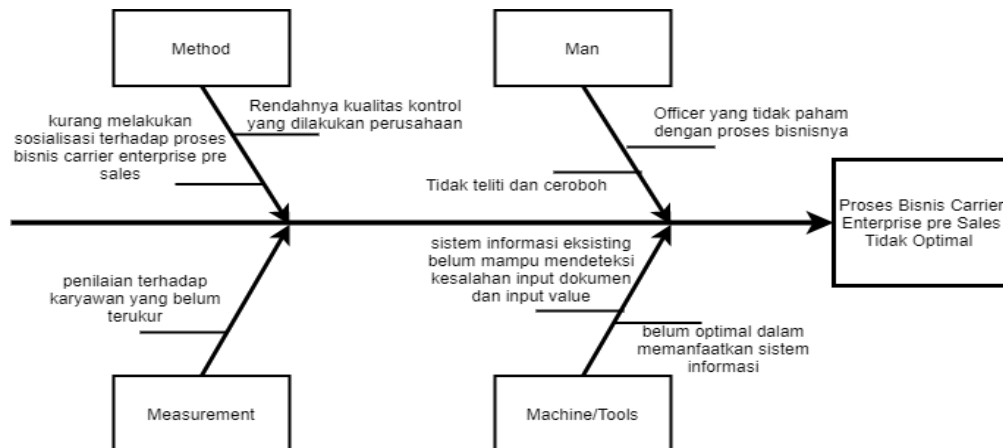 Method
Man
Rendahnya kualitas kontrol
yang dilakukan perusahaan
kurang melakukan
sosialisasi terhadap proses
bisnis carrier enterprise pre
sales
Officer yang tidak paham
dengan proses bisnisnya
Tidak teliti dan ceroboh
Proses Bisnis Carrier
Enterprise pre Sales
Tidak Optimal
penilaian terhadap
karyawan yang belum
terukur
sistem informasi eksisting
belum mampu mendeteksi
kesalahan input dokumen
dan input value
belum optimal dalam
memanfaatkan sistem
informasi
Measurement
Machine/Tools